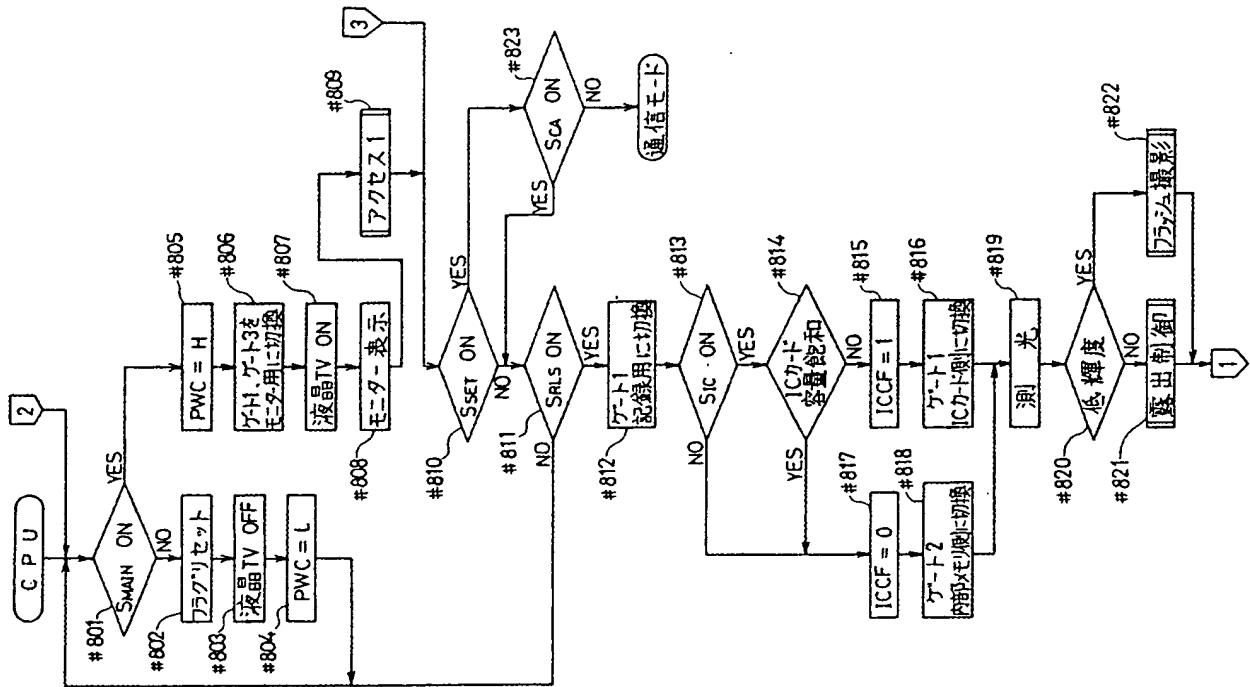 CPU
2
SMAIN ON
#801
YES
NO
フラグリセット
#802
液晶TV OFF
#803
PWC=L
#804
PWC=H
#805
ゲート1、ゲート3を
モニター用に切換
#806
液晶TV ON
#807
モニター表示
#808
アクセス1
#809
3
SSET ON
#810
YES
NO
SCA ON
#823
YES
NO
通信モード
SRLS ON
#811
NO
YES
ゲート1
記録用に切換
#812
SIC ON
#813
NO
YES
ICカード
容量飽和
#814
YES
NO
ICCF=1
#815
ゲート1
ICカード側に切換
#816
ICCF=0
#817
ゲート2
内部メモリ側に切換
#818
測光
#819
低輝度
#820
YES
NO
露出制御
#821
フラッシュ撮影
#822
1